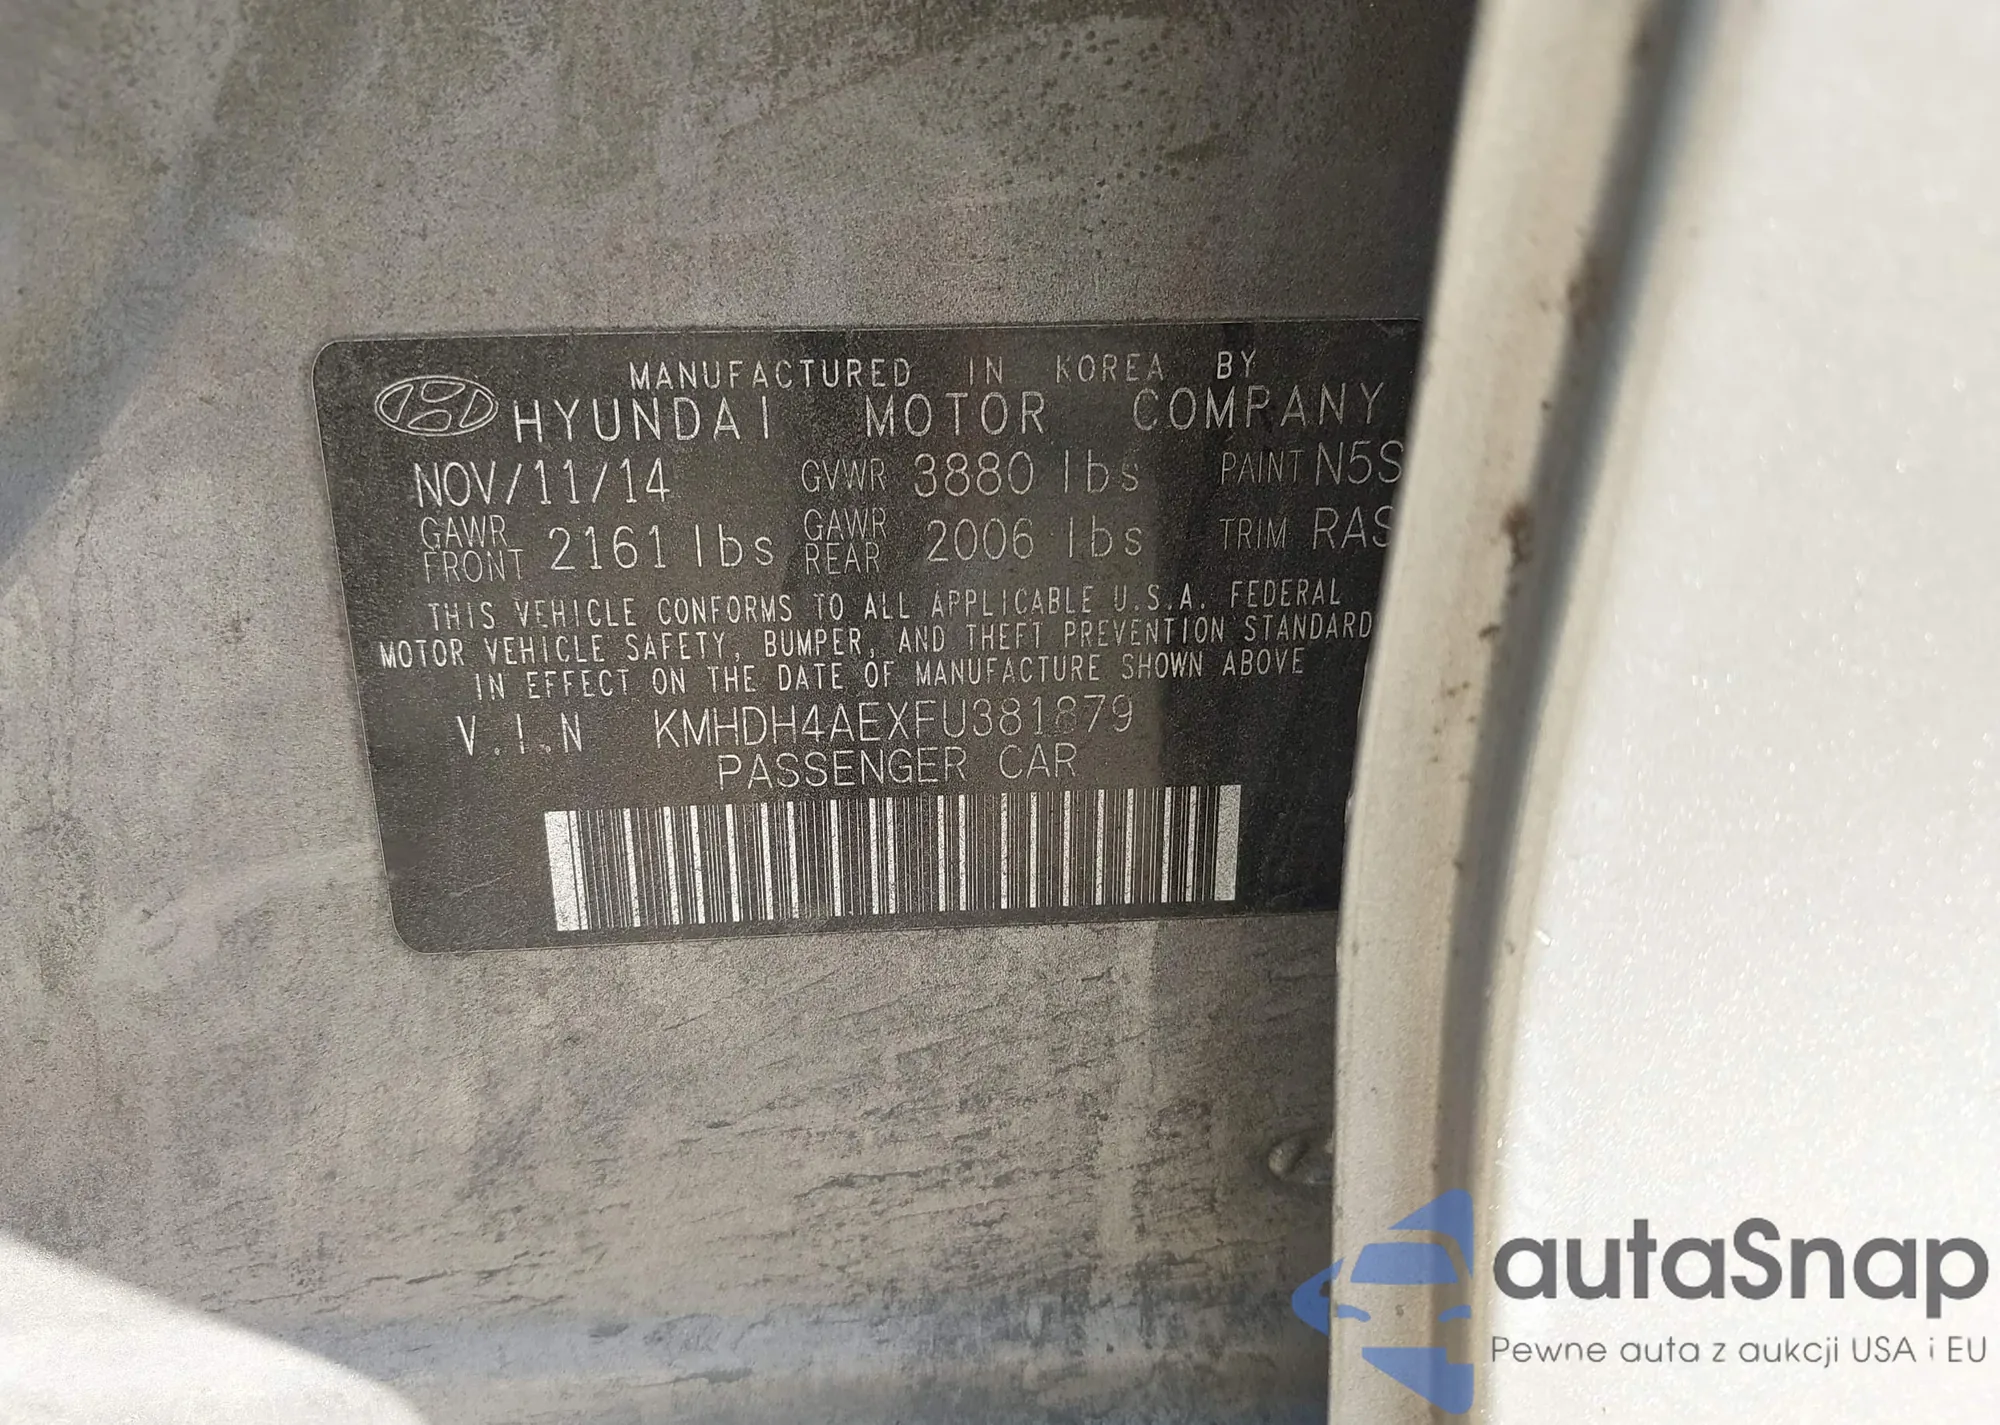 MANUFACTURED IN KOREA BY
HYUNDAI MOTOR COMPANY
NOV/11/14 GVWR 3880 lbs PAINT N5S
GAWR FRONT 2161 lbs GAWR REAR 2006 lbs TRIM RAS
THIS VEHICLE CONFORMS TO ALL APPLICABLE U.S.A. FEDERAL
MOTOR VEHICLE SAFETY, BUMPER, AND THEFT PREVENTION STANDARD
IN EFFECT ON THE DATE OF MANUFACTURE SHOWN ABOVE
V.I.N KMHDH4AEXFU381879
PASSENGER CAR
autaSnap
Pewne auta z aukcji USA i EU